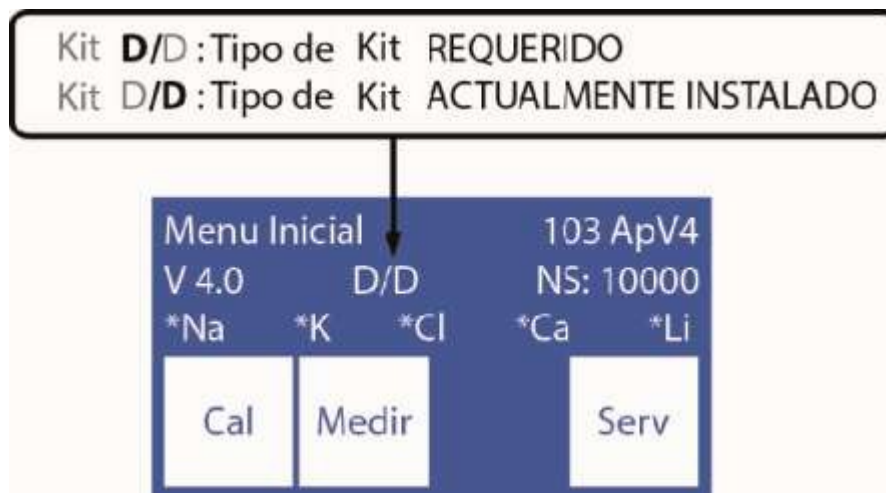 Kit D/D : Tipo de Kit REQUERIDO
Kit D/D : Tipo de Kit ACTUALMENTE INSTALADO
Menu Inicial 103 ApV4
V 4.0 D/D NS: 10000
*Na *K *Cl *Ca *Li
Cal Medir Serv